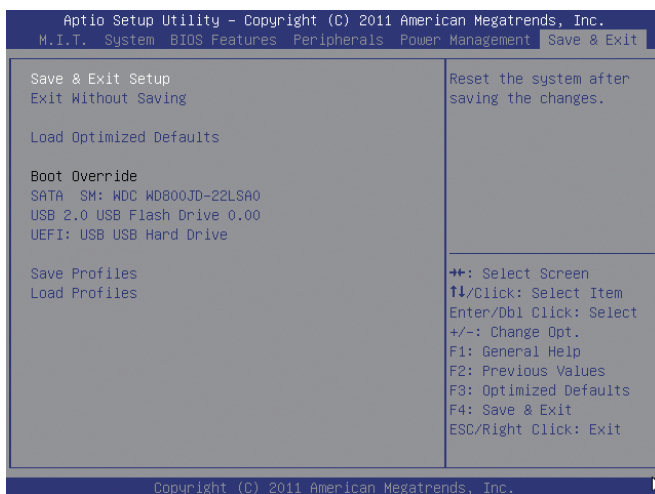 Aptio Setup Utility – Copyright (C) 2011 American Megatrends, Inc.
M.I.T. System BIOS Features Peripherals Power Management Save & Exit
Save & Exit Setup
Exit Without Saving
Load Optimized Defaults
Boot Override
SATA SM: WDC WD800JD-22LSA0
USB 2.0 USB Flash Drive 0.00
UEFI: USB USB Hard Drive
Save Profiles
Load Profiles
Reset the system after
saving the changes.
→←: Select Screen
↑↓/Click: Select Item
Enter/Dbl Click: Select
+/-: Change Opt.
F1: General Help
F2: Previous Values
F3: Optimized Defaults
F4: Save & Exit
ESC/Right Click: Exit
Copyright (C) 2011 American Megatrends, Inc.